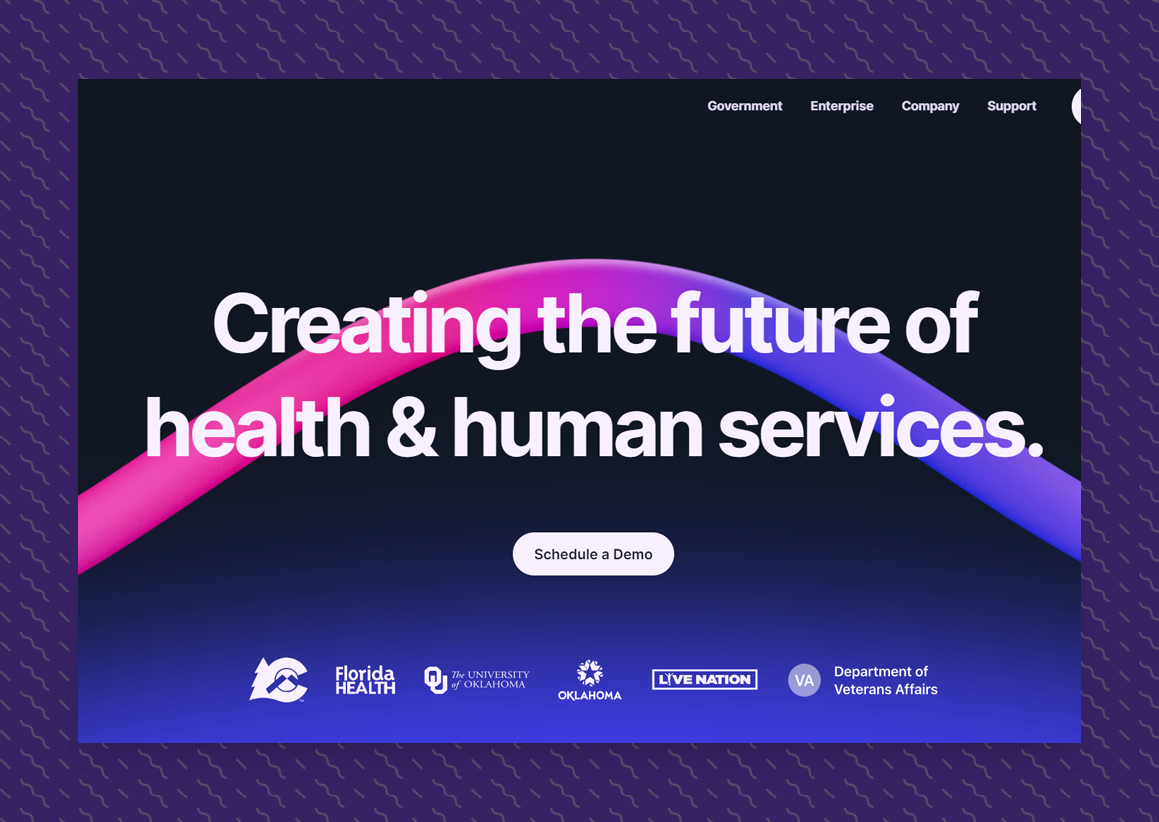 Government Enterprise Company Support
Creating the future of
health & human services.
Schedule a Demo
Florida
HEALTH
OU
The UNIVERSITY
of OKLAHOMA
OKLAHOMA
LIVE NATION
VA
Department of
Veterans Affairs